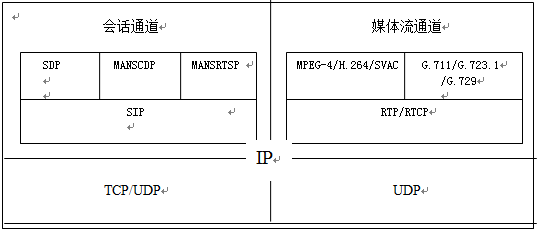 会话通道
媒体流通道
SDP
MANSCDP
MANSRTSP
MPEG-4/H.264/SVAC
G.711/G.723.1
/G.729
SIP
RTP/RTCP
IP
TCP/UDP
UDP